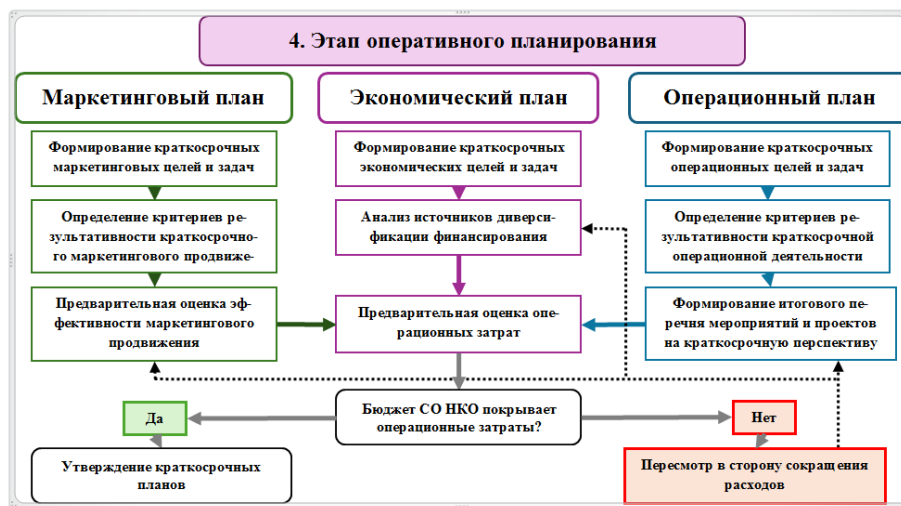 4. Этап оперативного планирования
Маркетинговый план
Экономический план
Операционный план
Формирование краткосрочных
маркетинговых целей и задач
Формирование краткосрочных
экономических целей и задач
Формирование краткосрочных
операционных целей и задач
Определение критериев ре-
зультативности краткосрочно-
го маркетингового продвиже-
Анализ источников диверси-
фикации финансирования
Определение критериев ре-
зультативности краткосрочной
операционной деятельности
Предварительная оценка эф-
фективности маркетингового
продвижения
Предварительная оценка опе-
рационных затрат
Формирование итогового пе-
речня мероприятий и проектов
на краткосрочную перспективу
Бюджет СО НКО покрывает
операционные затраты?
Да
Нет
Утверждение краткосрочных
планов
Пересмотр в сторону сокращения
расходов